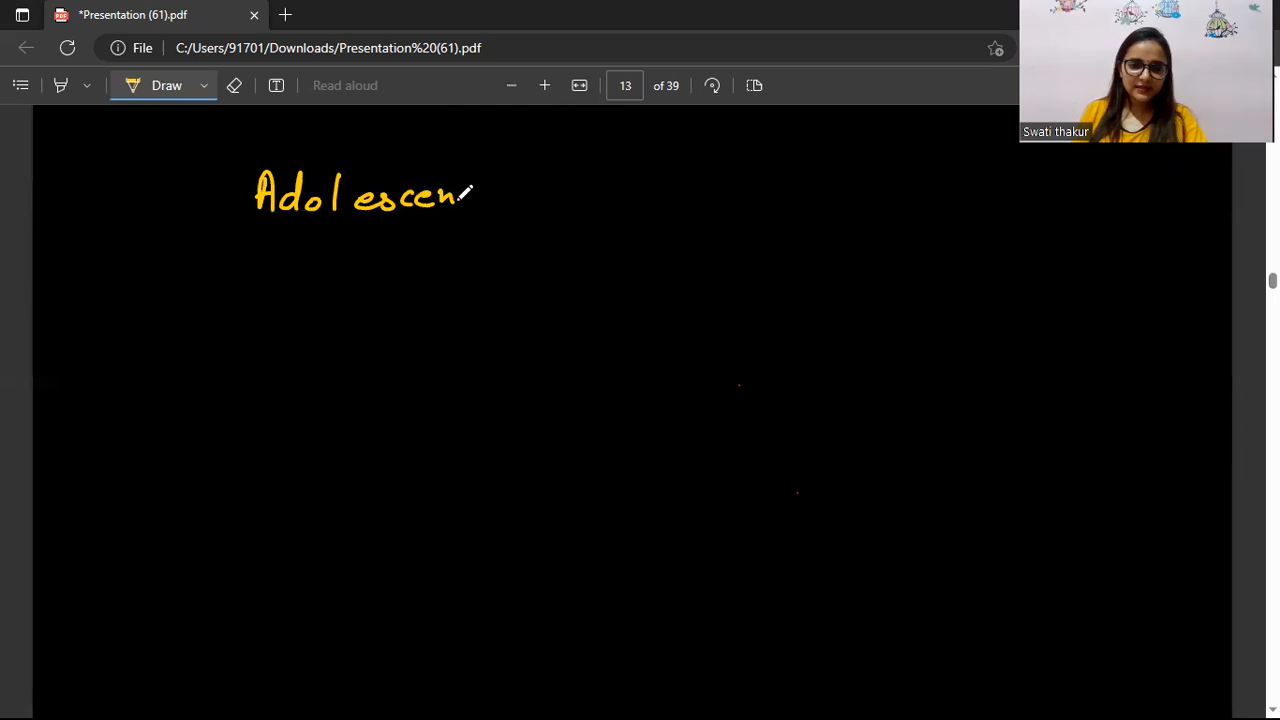 *Presentation (61).pdf
File C:/Users/91701/Downloads/Presentation%20(61).pdf
Draw Read aloud 13 of 39
Swati thakur
Adolescen